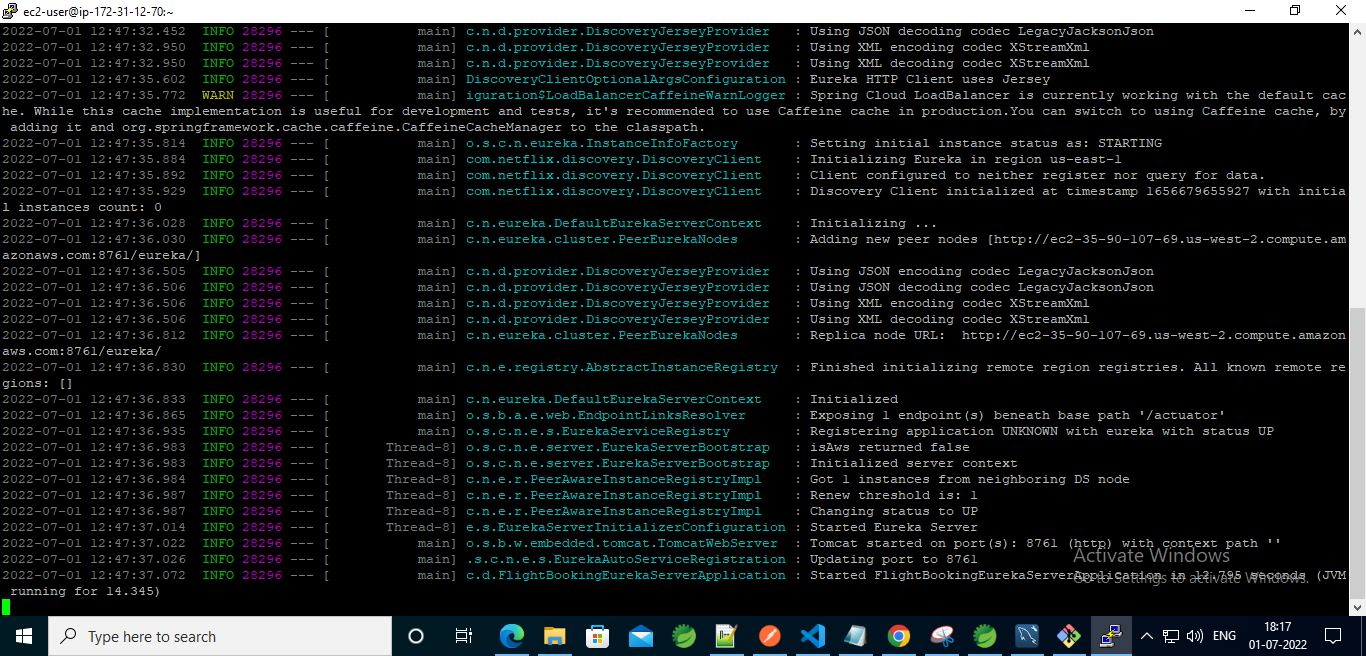 ec2-user@ip-172-31-12-70:~
2022-07-01 12:47:32.452  INFO 28296 --- [           main] c.n.d.provider.DiscoveryJerseyProvider   : Using JSON decoding codec LegacyJacksonJson
2022-07-01 12:47:32.950  INFO 28296 --- [           main] c.n.d.provider.DiscoveryJerseyProvider   : Using XML encoding codec XStreamXml
2022-07-01 12:47:32.950  INFO 28296 --- [           main] c.n.d.provider.DiscoveryJerseyProvider   : Using XML decoding codec XStreamXml
2022-07-01 12:47:35.602  INFO 28296 --- [           main] DiscoveryClientOptionalArgsConfiguration : Eureka HTTP Client uses Jersey
2022-07-01 12:47:35.772  WARN 28296 --- [           main] iguration$LoadBalancerCaffeineWarnLogger : Spring Cloud LoadBalancer is currently working with the default cac
he. While this cache implementation is useful for development and tests, it's recommended to use Caffeine cache in production.You can switch to using Caffeine cache, by
 adding it and org.springframework.cache.caffeine.CaffeineCacheManager to the classpath.
2022-07-01 12:47:35.814  INFO 28296 --- [           main] o.s.c.n.eureka.InstanceInfoFactory       : Setting initial instance status as: STARTING
2022-07-01 12:47:35.884  INFO 28296 --- [           main] com.netflix.discovery.DiscoveryClient    : Initializing Eureka in region us-east-1
2022-07-01 12:47:35.892  INFO 28296 --- [           main] com.netflix.discovery.DiscoveryClient    : Client configured to neither register nor query for data.
2022-07-01 12:47:35.929  INFO 28296 --- [           main] com.netflix.discovery.DiscoveryClient    : Discovery Client initialized at timestamp 1656679655927 with initia
l instances count: 0
2022-07-01 12:47:36.028  INFO 28296 --- [           main] c.n.eureka.DefaultEurekaServerContext    : Initializing ...
2022-07-01 12:47:36.030  INFO 28296 --- [           main] c.n.eureka.cluster.PeerEurekaNodes       : Adding new peer nodes [http://ec2-35-90-107-69.us-west-2.compute.am
azonaws.com:8761/eureka/]
2022-07-01 12:47:36.505  INFO 28296 --- [           main] c.n.d.provider.DiscoveryJerseyProvider   : Using JSON encoding codec LegacyJacksonJson
2022-07-01 12:47:36.506  INFO 28296 --- [           main] c.n.d.provider.DiscoveryJerseyProvider   : Using JSON decoding codec LegacyJacksonJson
2022-07-01 12:47:36.506  INFO 28296 --- [           main] c.n.d.provider.DiscoveryJerseyProvider   : Using XML encoding codec XStreamXml
2022-07-01 12:47:36.506  INFO 28296 --- [           main] c.n.d.provider.DiscoveryJerseyProvider   : Using XML decoding codec XStreamXml
2022-07-01 12:47:36.812  INFO 28296 --- [           main] c.n.eureka.cluster.PeerEurekaNodes       : Replica node URL:  http://ec2-35-90-107-69.us-west-2.compute.amazon
aws.com:8761/eureka/
2022-07-01 12:47:36.830  INFO 28296 --- [           main] c.n.e.registry.AbstractInstanceRegistry  : Finished initializing remote region registries. All known remote re
gions: []
2022-07-01 12:47:36.833  INFO 28296 --- [           main] c.n.eureka.DefaultEurekaServerContext    : Initialized
2022-07-01 12:47:36.865  INFO 28296 --- [           main] o.s.b.a.e.web.EndpointLinksResolver      : Exposing 1 endpoint(s) beneath base path '/actuator'
2022-07-01 12:47:36.935  INFO 28296 --- [           main] o.s.c.n.e.s.EurekaServiceRegistry        : Registering application UNKNOWN with eureka with status UP
2022-07-01 12:47:36.983  INFO 28296 --- [       Thread-8] o.s.c.n.e.server.EurekaServerBootstrap   : isAws returned false
2022-07-01 12:47:36.983  INFO 28296 --- [       Thread-8] o.s.c.n.e.server.EurekaServerBootstrap   : Initialized server context
2022-07-01 12:47:36.984  INFO 28296 --- [       Thread-8] c.n.e.r.PeerAwareInstanceRegistryImpl    : Got 1 instances from neighboring DS node
2022-07-01 12:47:36.987  INFO 28296 --- [       Thread-8] c.n.e.r.PeerAwareInstanceRegistryImpl    : Renew threshold is: 1
2022-07-01 12:47:36.987  INFO 28296 --- [       Thread-8] c.n.e.r.PeerAwareInstanceRegistryImpl    : Changing status to UP
2022-07-01 12:47:37.014  INFO 28296 --- [       Thread-8] e.s.EurekaServerInitializerConfiguration : Started Eureka Server
2022-07-01 12:47:37.022  INFO 28296 --- [           main] o.s.b.w.embedded.tomcat.TomcatWebServer  : Tomcat started on port(s): 8761 (http) with context path ''
2022-07-01 12:47:37.026  INFO 28296 --- [           main] .s.c.n.e.s.EurekaAutoServiceRegistration : Updating port to 8761
2022-07-01 12:47:37.072  INFO 28296 --- [           main] c.d.FlightBookingEurekaServerApplication : Started FlightBookingEurekaServerApplication in 12.795 seconds (JVM
 running for 14.345)
Activate Windows
Go to Settings to activate Windows.
Type here to search
ENG
18:17
01-07-2022